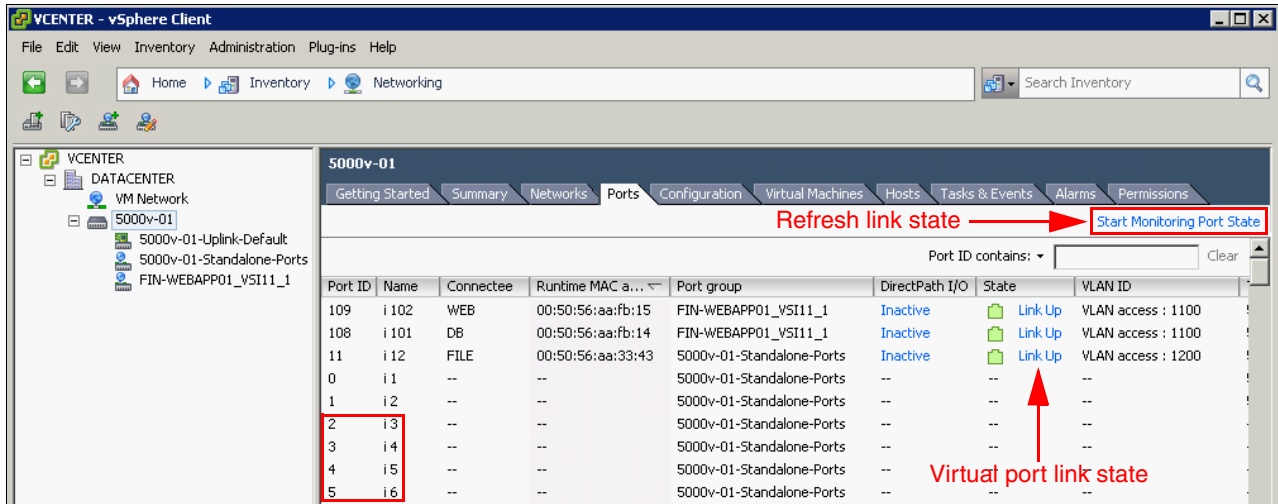 VCENTER - vSphere Client
File Edit View Inventory Administration Plug-ins Help
Home Inventory Networking Search Inventory
VCENTER
DATACENTER
VM Network
5000v-01
5000v-01-Uplink-Default
5000v-01-Standalone-Ports
FIN-WEBAPP01_VSI11_1
5000v-01
Getting Started Summary Networks Ports Configuration Virtual Machines Hosts Tasks & Events Alarms Permissions
Refresh link state Start Monitoring Port State
Port ID contains: Clear
Port ID Name Connectee Runtime MAC a... Port group DirectPath I/O State VLAN ID
109 i 102 WEB 00:50:56:aa:fb:15 FIN-WEBAPP01_VSI11_1 Inactive Link Up VLAN access : 1100
108 i 101 DB 00:50:56:aa:fb:14 FIN-WEBAPP01_VSI11_1 Inactive Link Up VLAN access : 1100
11 i 12 FILE 00:50:56:aa:33:43 5000v-01-Standalone-Ports Inactive Link Up VLAN access : 1200
0 i 1 -- -- 5000v-01-Standalone-Ports -- -- --
1 i 2 -- -- 5000v-01-Standalone-Ports -- -- --
2 i 3 -- -- 5000v-01-Standalone-Ports -- -- --
3 i 4 -- -- 5000v-01-Standalone-Ports -- -- --
4 i 5 -- -- 5000v-01-Standalone-Ports -- -- --
5 i 6 -- -- 5000v-01-Standalone-Ports -- -- --
Virtual port link state